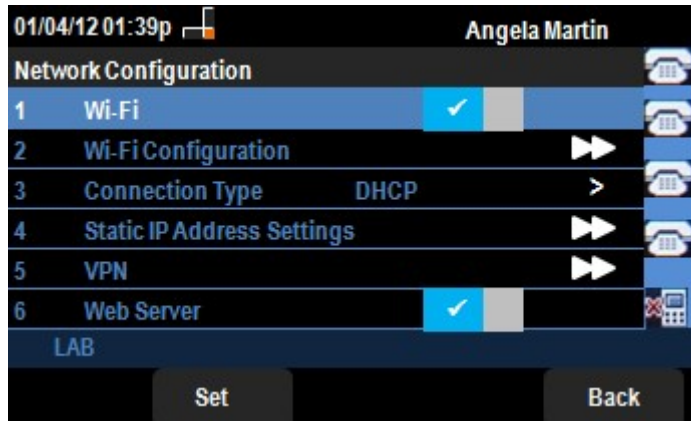 01/04/12 01:39p Angela Martin
Network Configuration
1 Wi-Fi
2 Wi-Fi Configuration
3 Connection Type DHCP >
4 Static IP Address Settings
5 VPN
6 Web Server
LAB
Set Back